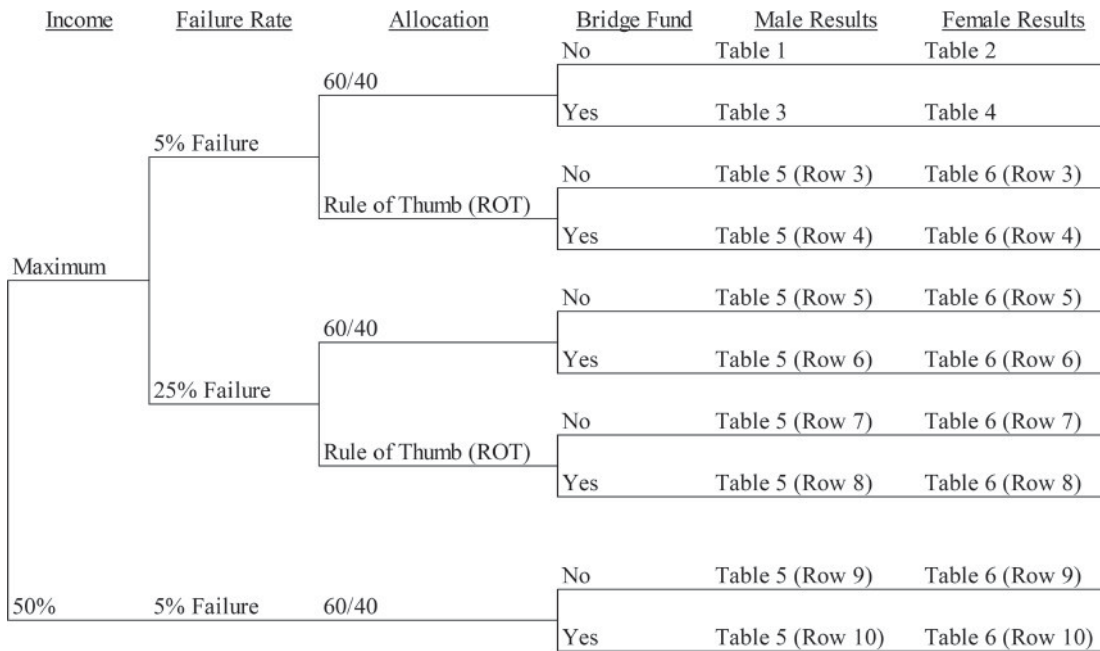 Income Failure Rate Allocation Bridge Fund Male Results Female Results
No Table 1 Table 2
60/40
Yes Table 3 Table 4
5% Failure
No Table 5 (Row 3) Table 6 (Row 3)
Rule of Thumb (ROT)
Yes Table 5 (Row 4) Table 6 (Row 4)
Maximum
No Table 5 (Row 5) Table 6 (Row 5)
60/40
Yes Table 5 (Row 6) Table 6 (Row 6)
25% Failure
No Table 5 (Row 7) Table 6 (Row 7)
Rule of Thumb (ROT)
Yes Table 5 (Row 8) Table 6 (Row 8)
No Table 5 (Row 9) Table 6 (Row 9)
50% 5% Failure 60/40
Yes Table 5 (Row 10) Table 6 (Row 10)